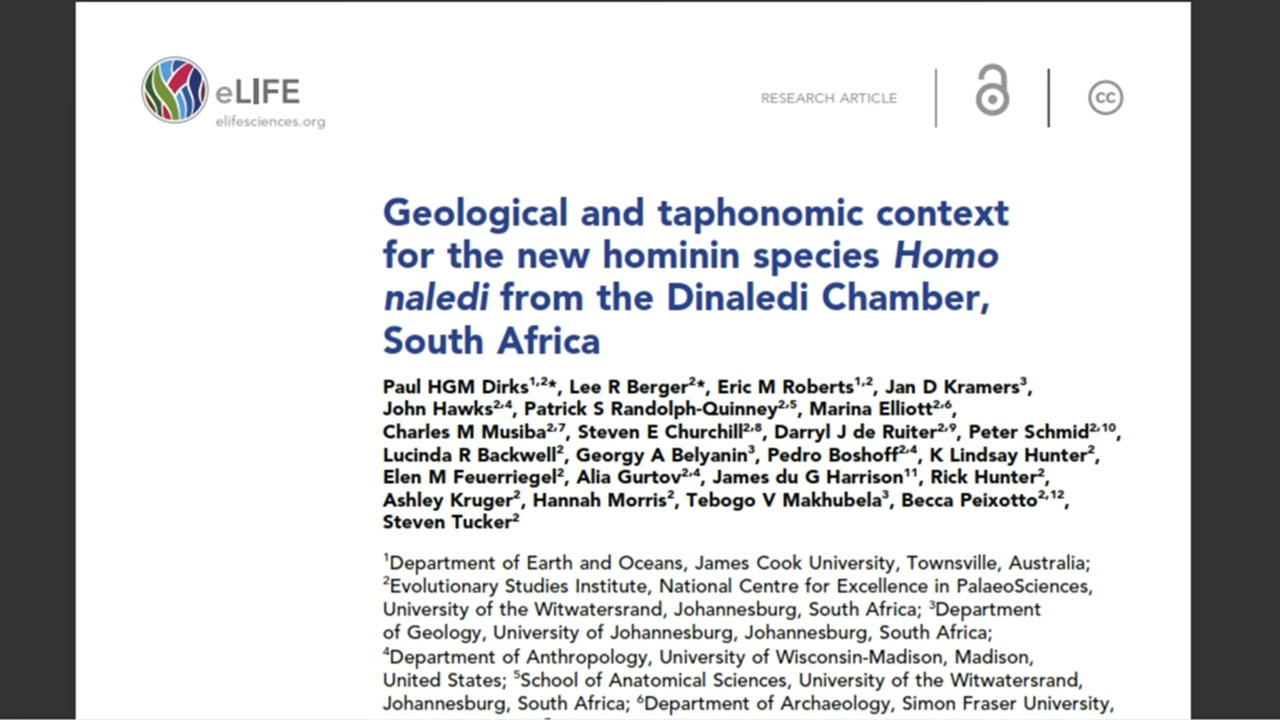 eLIFE
elifesciences.org
RESEARCH ARTICLE
cc
Geological and taphonomic context
for the new hominin species Homo
naledi from the Dinaledi Chamber,
South Africa
Paul HGM Dirks1,2*, Lee R Berger2*, Eric M Roberts1,2, Jan D Kramers3,
John Hawks2,4, Patrick S Randolph-Quinney2,5, Marina Elliott2,6,
Charles M Musiba2,7, Steven E Churchill2,8, Darryl J de Ruiter2,9, Peter Schmid2,10,
Lucinda R Backwell2, Georgy A Belyanin3, Pedro Boshoff2,4, K Lindsay Hunter2,
Elen M Feuerriegel2, Alia Gurtov2,4, James du G Harrison11, Rick Hunter2,
Ashley Kruger2, Hannah Morris2, Tebogo V Makhubela3, Becca Peixotto2,12,
Steven Tucker2
1Department of Earth and Oceans, James Cook University, Townsville, Australia;
2Evolutionary Studies Institute, National Centre for Excellence in PalaeoSciences,
University of the Witwatersrand, Johannesburg, South Africa; 3Department
of Geology, University of Johannesburg, Johannesburg, South Africa;
4Department of Anthropology, University of Wisconsin-Madison, Madison,
United States; 5School of Anatomical Sciences, University of the Witwatersrand,
Johannesburg, South Africa; 6Department of Archaeology, Simon Fraser University,